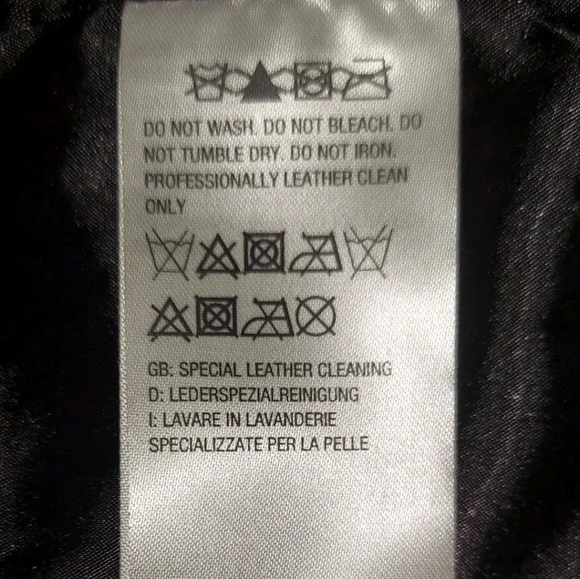 DO NOT WASH. DO NOT BLEACH. DO
NOT TUMBLE DRY. DO NOT IRON.
PROFESSIONALLY LEATHER CLEAN
ONLY
GB: SPECIAL LEATHER CLEANING
D: LEDERSPEZIALREINIGUNG
I: LAVARE IN LAVANDERIE
SPECIALIZZATE PER LA PELLE